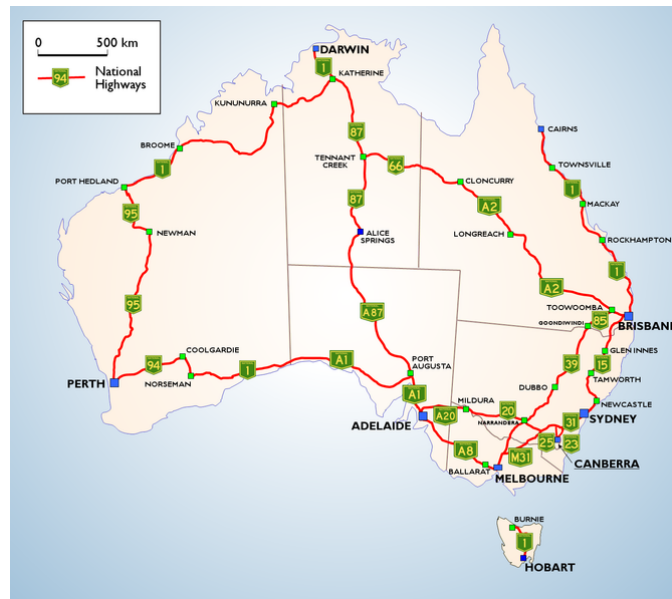 0 500 km
94 National
Highways
DARWIN
1
KATHERINE
KUNUNURRA
87
CAIRNS
BROOME
TENNANT
CREEK
66
TOWNSVILLE
1
CLONCURRY
1
PORT HEDLAND
87
A2
MACKAY
95
NEWMAN
ALICE
SPRINGS
LONGREACH
ROCKHAMPTON
1
A2
95
A87
TOOWOOMBA
85
BRISBANE
GOONDIWINDI
COOLGARDIE
94
1
A1
PORT
AUGUSTA
39
GLEN INNES
15
PERTH
NORSEMAN
TAMWORTH
DUBBO
A1
MILDURA
NEWCASTLE
A20
20
NARRANDERA
31
SYDNEY
ADELAIDE
A8
M31
25
23
BALLARAT
CANBERRA
MELBOURNE
BURNIE
1
HOBART